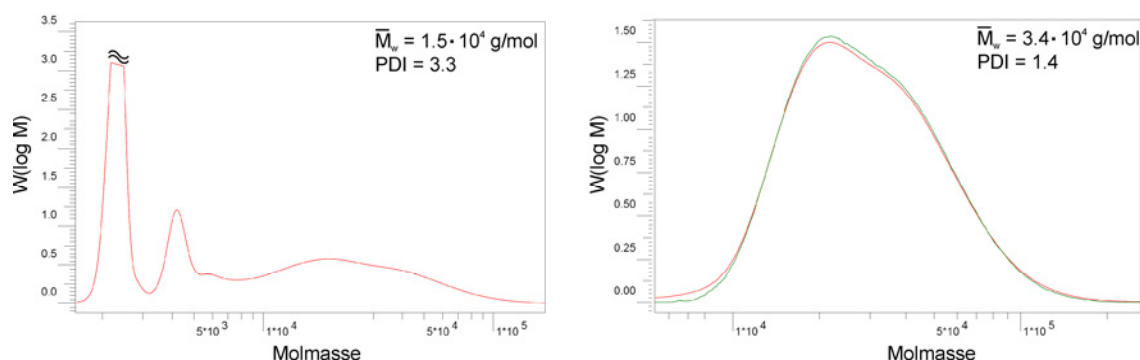 3.5
3.0
2.5
2.0
1.5
1.0
0.5
0.0
W(log M)
M̅w = 1.5 · 10⁴ g/mol
PDI = 3.3
5*10³
1*10⁴
5*10⁴
1*10⁵
Molmasse
1.50
1.25
1.00
0.75
0.50
0.25
0.00
W(log M)
M̅w = 3.4 · 10⁴ g/mol
PDI = 1.4
1*10⁴
5*10⁴
1*10⁵
Molmasse